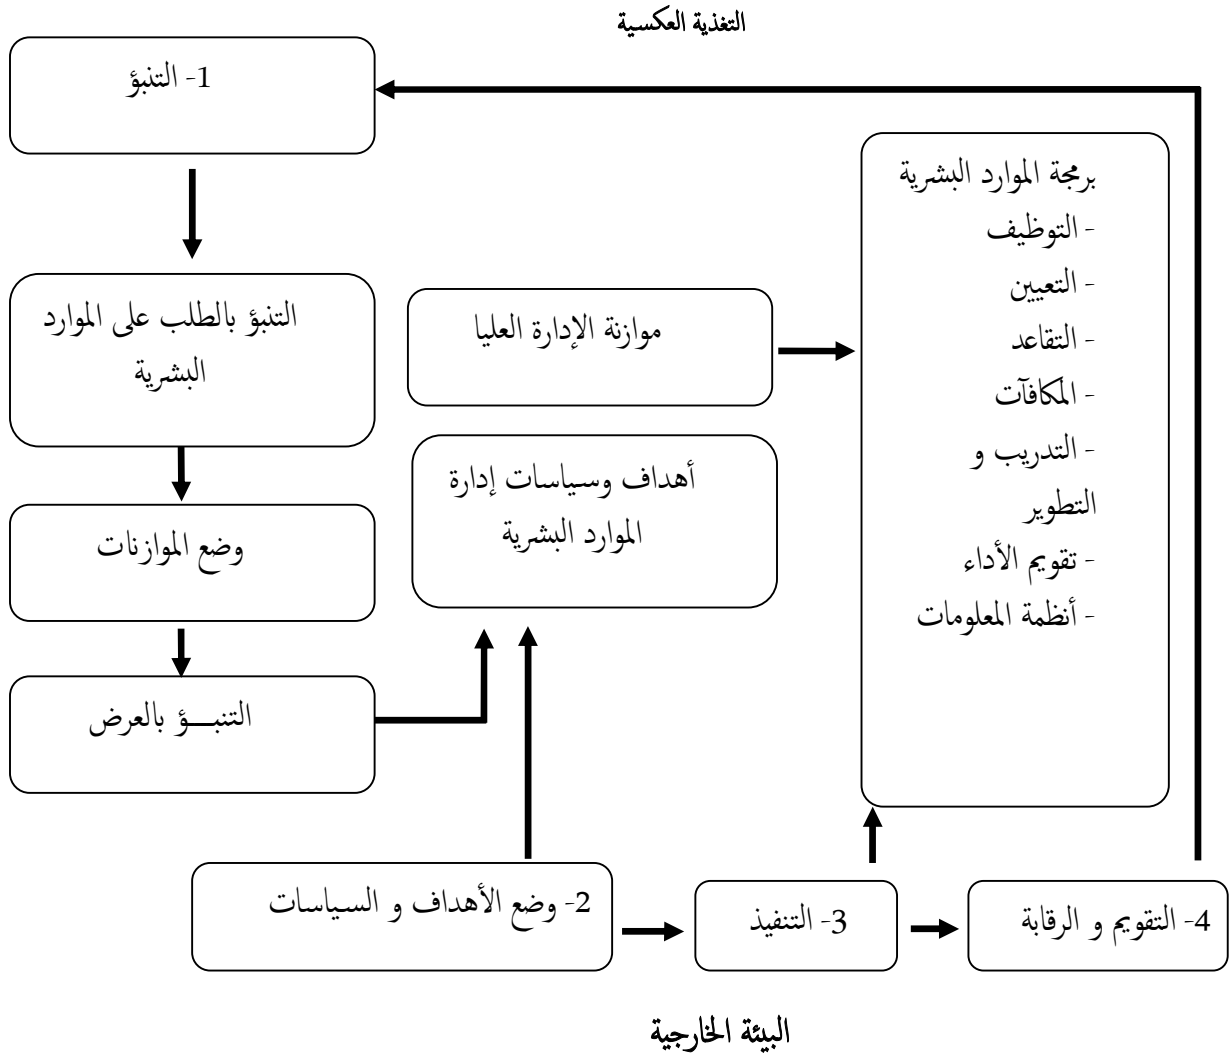 التغذية العكسية
1- التنبؤ
برمجة الموارد البشرية
- التوظيف
- التعيين
- التقاعد
- المكافآت
- التدريب و
التطوير
- تقويم الأداء
- أنظمة المعلومات
التنبؤ بالطلب على الموارد
البشرية
موازنة الإدارة العليا
أهداف وسياسات إدارة
الموارد البشرية
وضع الموازنات
التنبـــؤ بالعرض
2- وضع الأهداف و السياسات
3- التنفيذ
4- التقويم و الرقابة
البيئة الخارجية